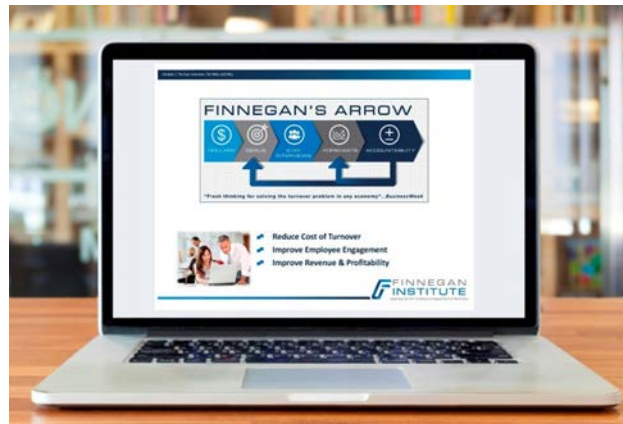 FINNEGAN'S ARROW
$
DOLLARS
GOALS
STAY
INTERVIEWS
FORECASTS
ACCOUNTABILITY
"Fresh thinking for solving the turnover problem in any economy"...BusinessWeek
Reduce Cost of Turnover
Improve Employee Engagement
Improve Revenue & Profitability
FINNEGAN
INSTITUTE